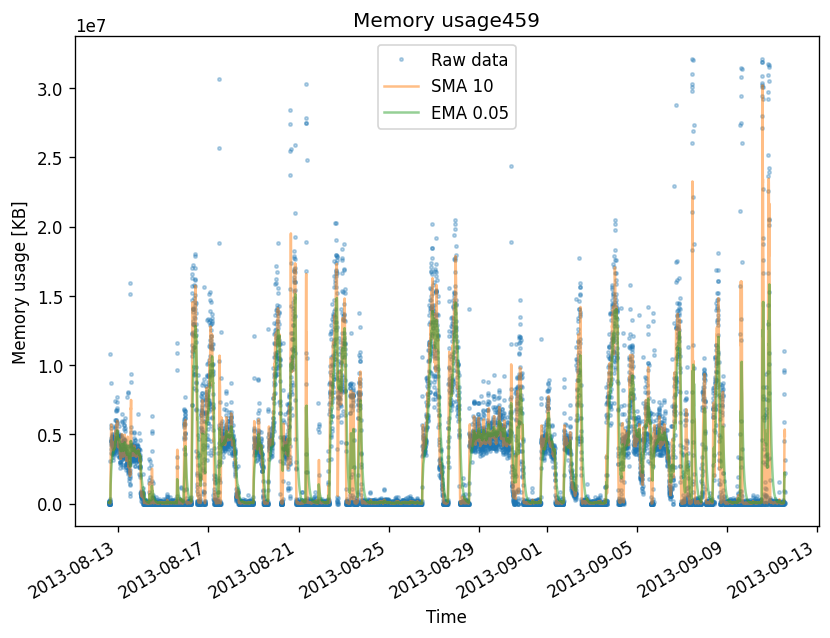 Memory usage459
1e7
Raw data
SMA 10
EMA 0.05
3.0
2.5
2.0
1.5
1.0
0.5
0.0
Memory usage [KB]
2013-08-13
2013-08-17
2013-08-21
2013-08-25
2013-08-29
2013-09-01
2013-09-05
2013-09-09
2013-09-13
Time